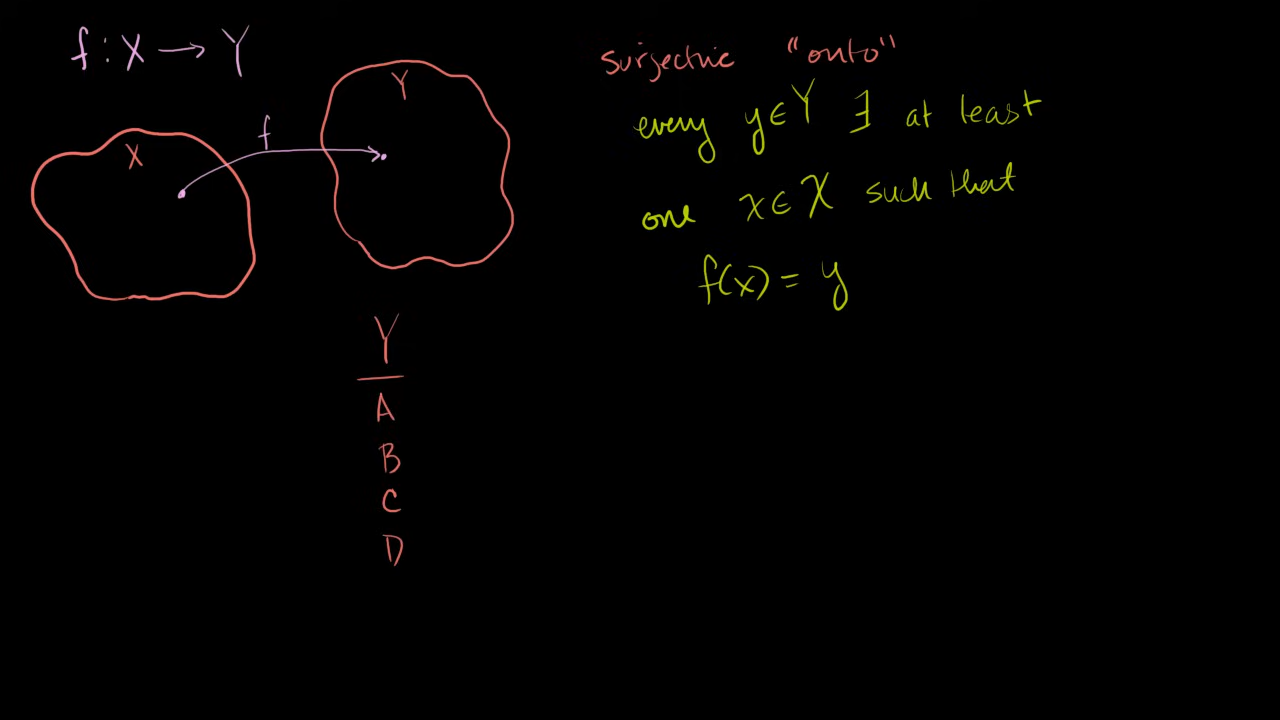 f : X → Y
X
f
Y
surjective "onto"
every y ∈ Y ∃ at least
one x ∈ X such that
f(x) = y
Y
A
B
C
D